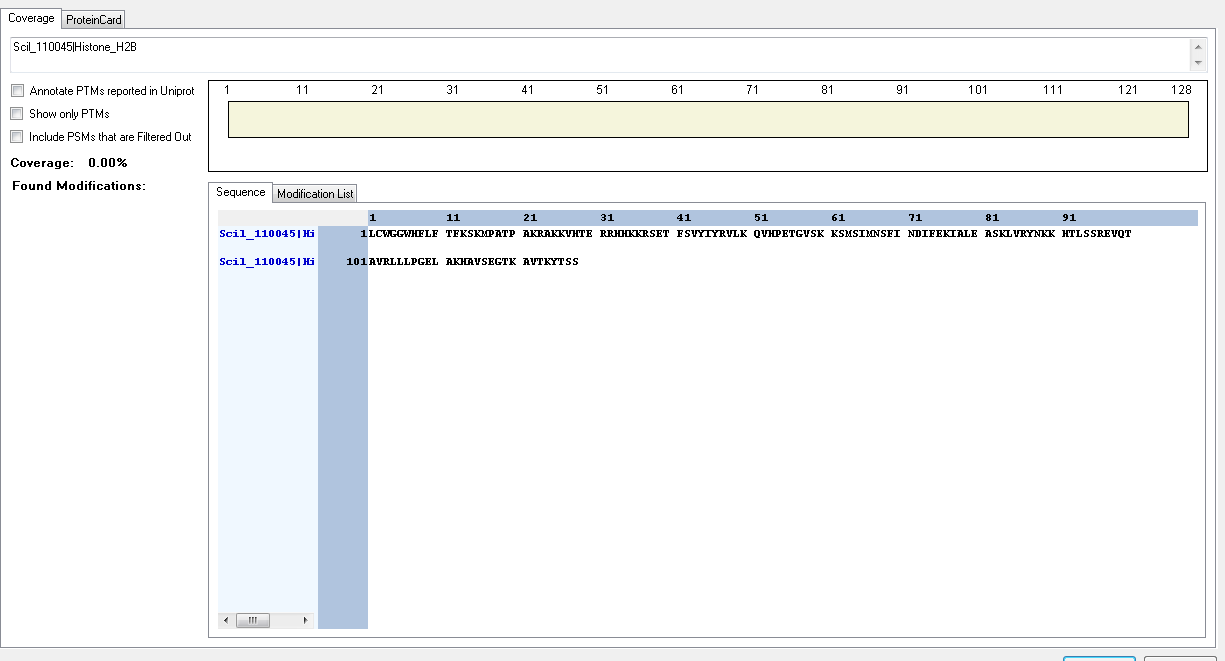 Coverage ProteinCard
Scil_110045|Histone_H2B
Annotate PTMs reported in Uniprot
Show only PTMs
Include PSMs that are Filtered Out
Coverage: 0.00%
Found Modifications:
1 11 21 31 41 51 61 71 81 91 101 111 121 128
Sequence Modification List
1 11 21 31 41 51 61 71 81 91
Scil_110045|Hi 1 LCWGGWHFLF TFKSKMPATP AKRAKKVHTE RRHHKKRSET FSVYIYRVLK QVHPETGVSK KSMSIMNSFI NDIFEKIALE ASKLVRYNKK HTLSSREVQT
Scil_110045|Hi 101 AVRLLLPGEL AKHAVSEGTK AVTKYTSS